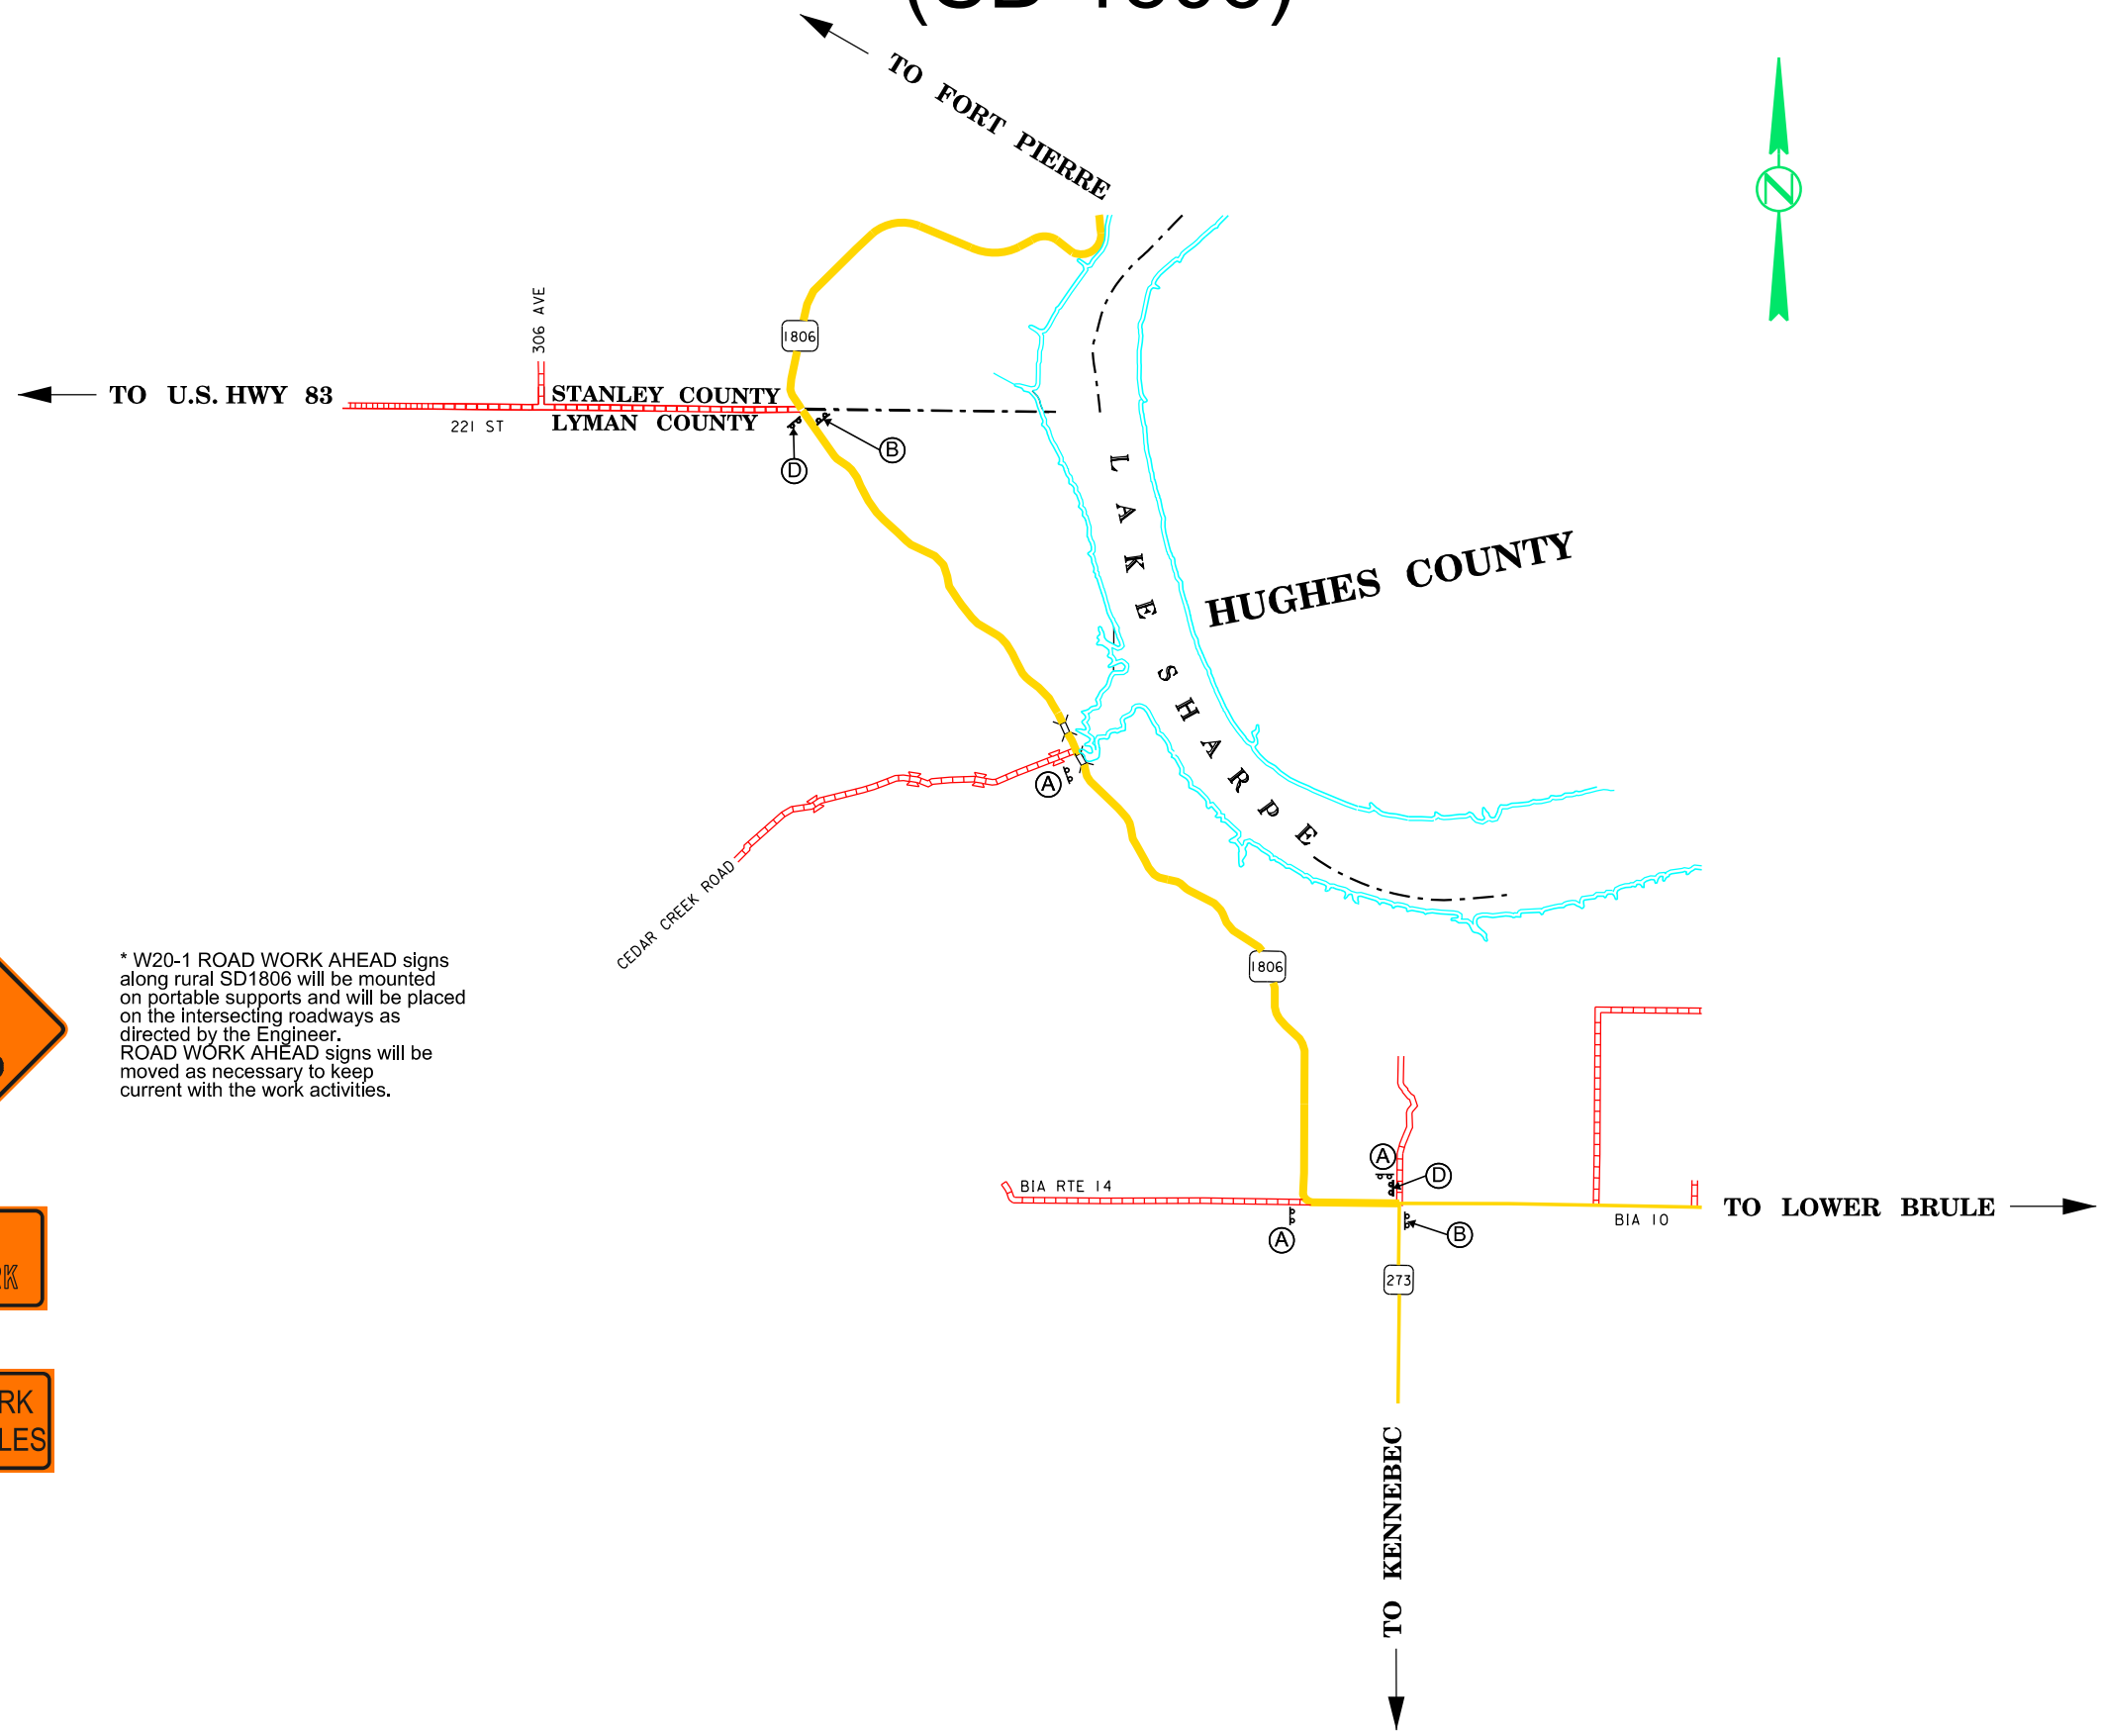 TO FORT PIERRE
N
306 AVE
1806
TO U.S. HWY 83
STANLEY COUNTY
221 ST
LYMAN COUNTY
B
D
LAKE SHARPE
HUGHES COUNTY
A
CEDAR CREEK ROAD
* W20-1 ROAD WORK AHEAD signs
along rural SD1806 will be mounted
on portable supports and will be placed
on the intersecting roadways as
directed by the Engineer.
ROAD WORK AHEAD signs will be
moved as necessary to keep
current with the work activities.
1806
A
D
BIA RTE 14
TO LOWER BRULE
BIA 10
A
B
273
RK
LES
TO KENNEBEC